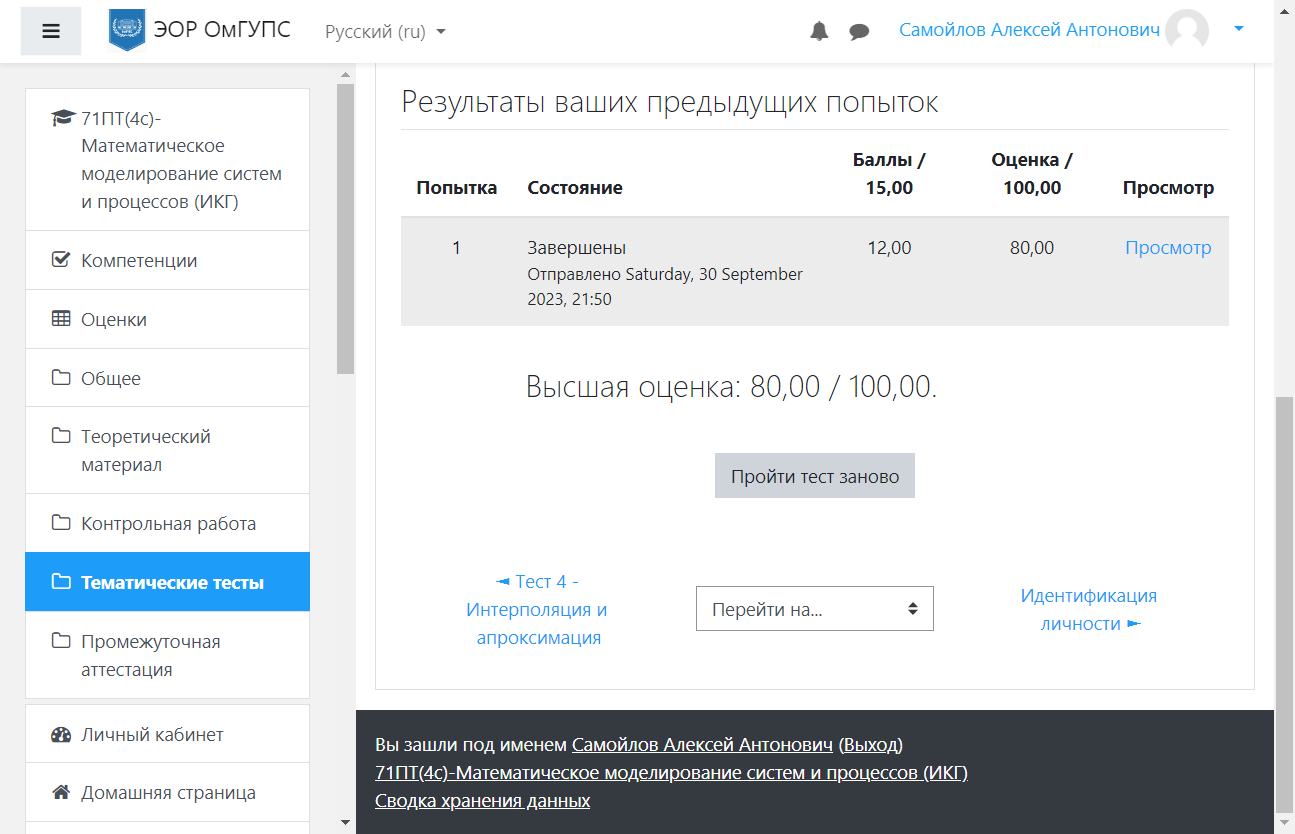 ЭОР ОмГУПС
Русский (ru)
Самойлов Алексей Антонович
71ПТ(4с)-
Математическое
моделирование систем
и процессов (ИКГ)
Компетенции
Оценки
Общее
Теоретический
материал
Контрольная работа
Тематические тесты
Промежуточная
аттестация
Личный кабинет
Домашняя страница
Результаты ваших предыдущих попыток
Попытка Состояние Баллы / 15,00 Оценка / 100,00 Просмотр
1 Завершены 12,00 80,00 Просмотр
Отправлено Saturday, 30 September
2023, 21:50
Высшая оценка: 80,00 / 100,00.
Пройти тест заново
◄ Тест 4 -
Интерполяция и
апроксимация
Перейти на...
Идентификация
личности ►
Вы зашли под именем Самойлов Алексей Антонович (Выход)
71ПТ(4с)-Математическое моделирование систем и процессов (ИКГ)
Сводка хранения данных